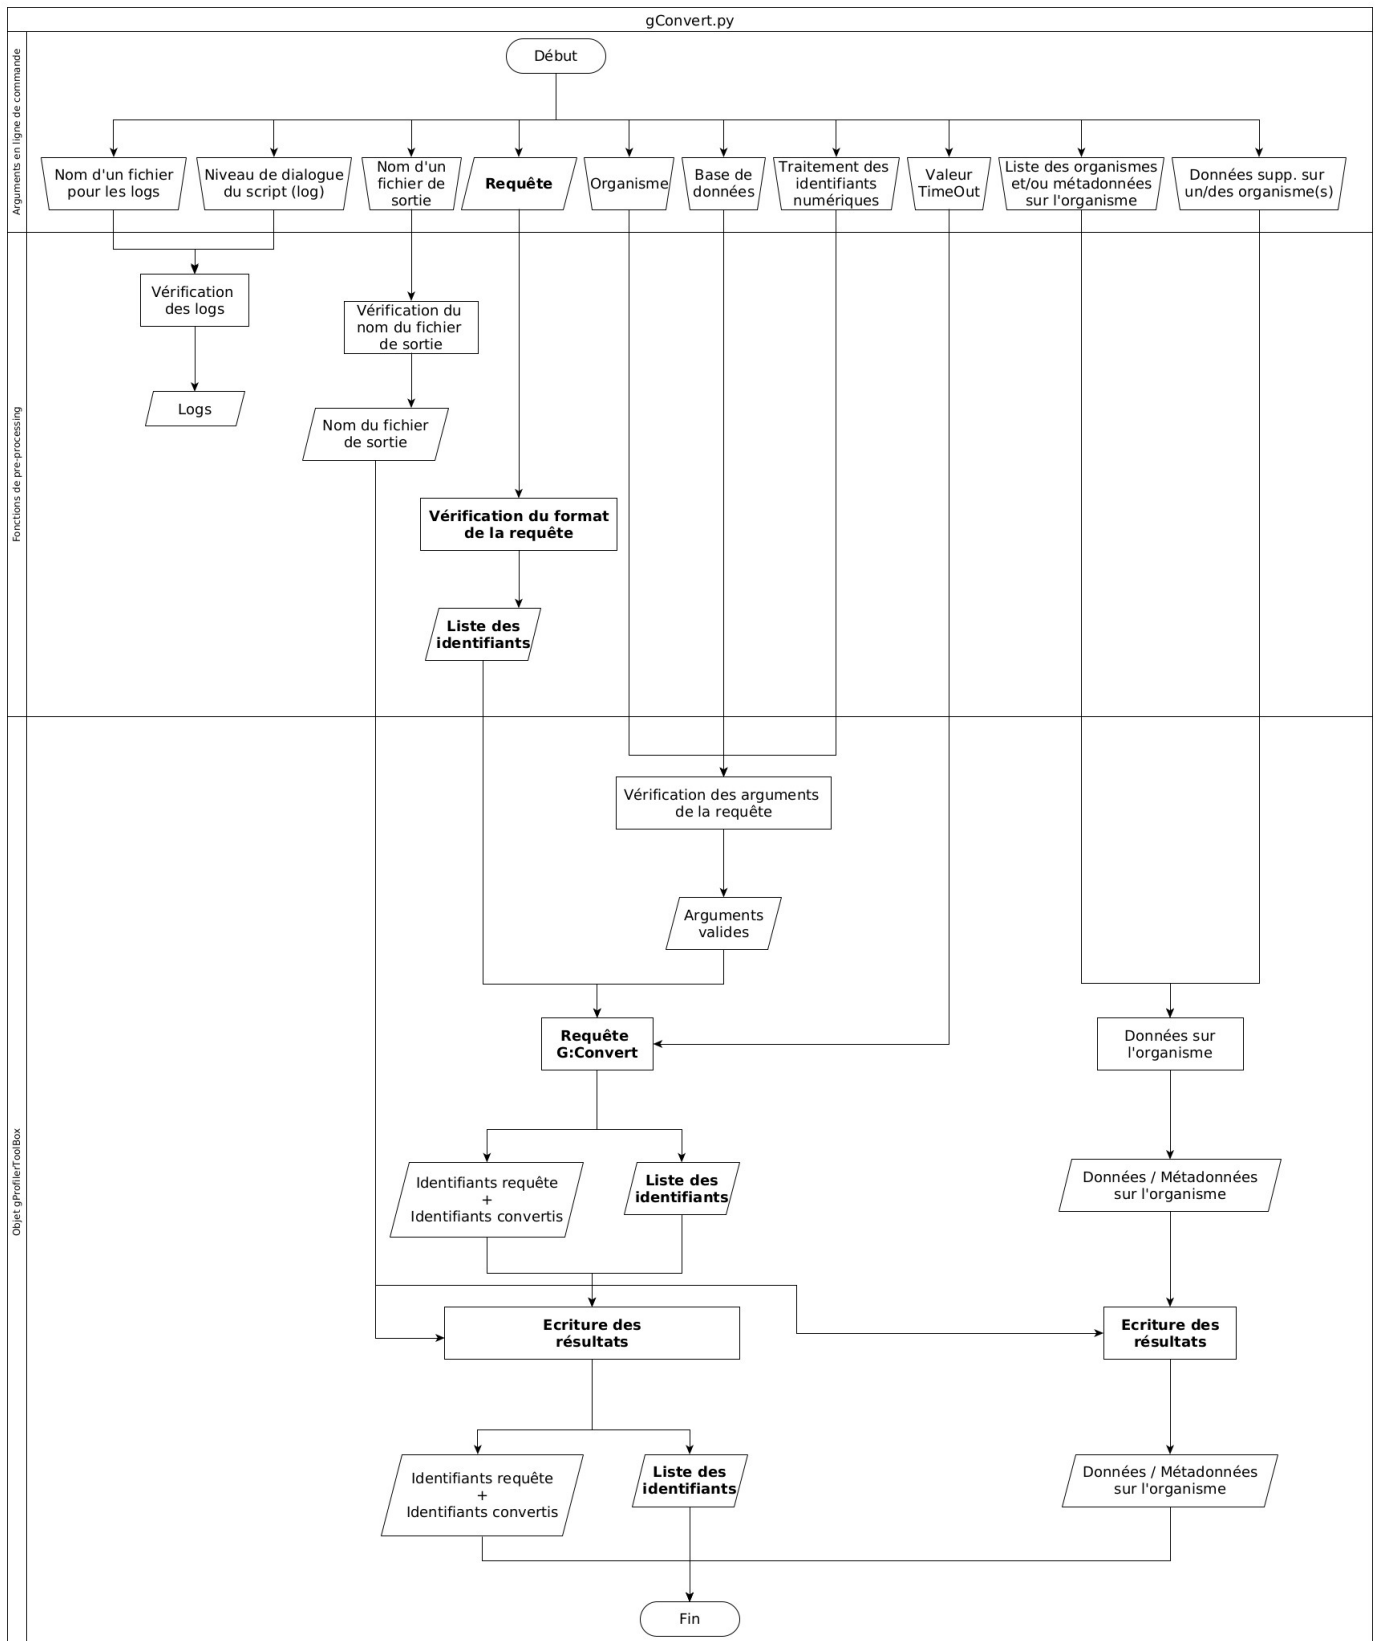 gConvert.py
Arguments en ligne de commande
Début
Nom d'un fichier
pour les logs
Niveau de dialogue
du script (log)
Nom d'un
fichier de
sortie
Requête
Organisme
Base de
données
Traitement des
identifiants
numériques
Valeur
TimeOut
Liste des organismes
et/ou métadonnées
sur l'organisme
Données supp. sur
un/des organisme(s)
Fonctions de pre-processing
Vérification
des logs
Logs
Vérification du
nom du fichier
de sortie
Nom du fichier
de sortie
Vérification du format
de la requête
Liste des
identifiants
Objet gProfilerToolBox
Vérification des arguments
de la requête
Arguments
valides
Requête
G:Convert
Données sur
l'organisme
Identifiants requête
+
Identifiants convertis
Liste des
identifiants
Données / Métadonnées
sur l'organisme
Ecriture des
résultats
Ecriture des
résultats
Identifiants requête
+
Identifiants convertis
Liste des
identifiants
Données / Métadonnées
sur l'organisme
Fin